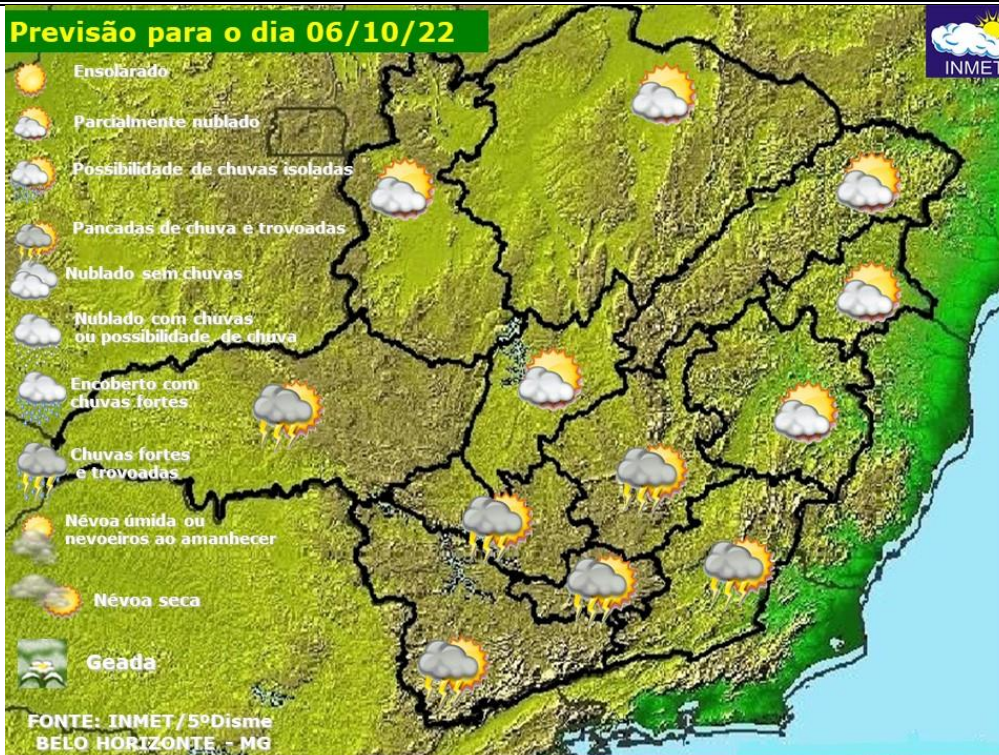 Previsão para o dia 06/10/22
INMET
Ensolarado
Parcialmente nublado
Possibilidade de chuvas isoladas
Pancadas de chuva e trovoadas
Nublado sem chuvas
Nublado com chuvas
ou possibilidade de chuva
Encoberto com
chuvas fortes
Chuvas fortes
e trovoadas
Névoa úmida ou
nevoeiros ao amanhecer
Névoa seca
Geada
FONTE: INMET/5ºDisme
BELO HORIZONTE - MG